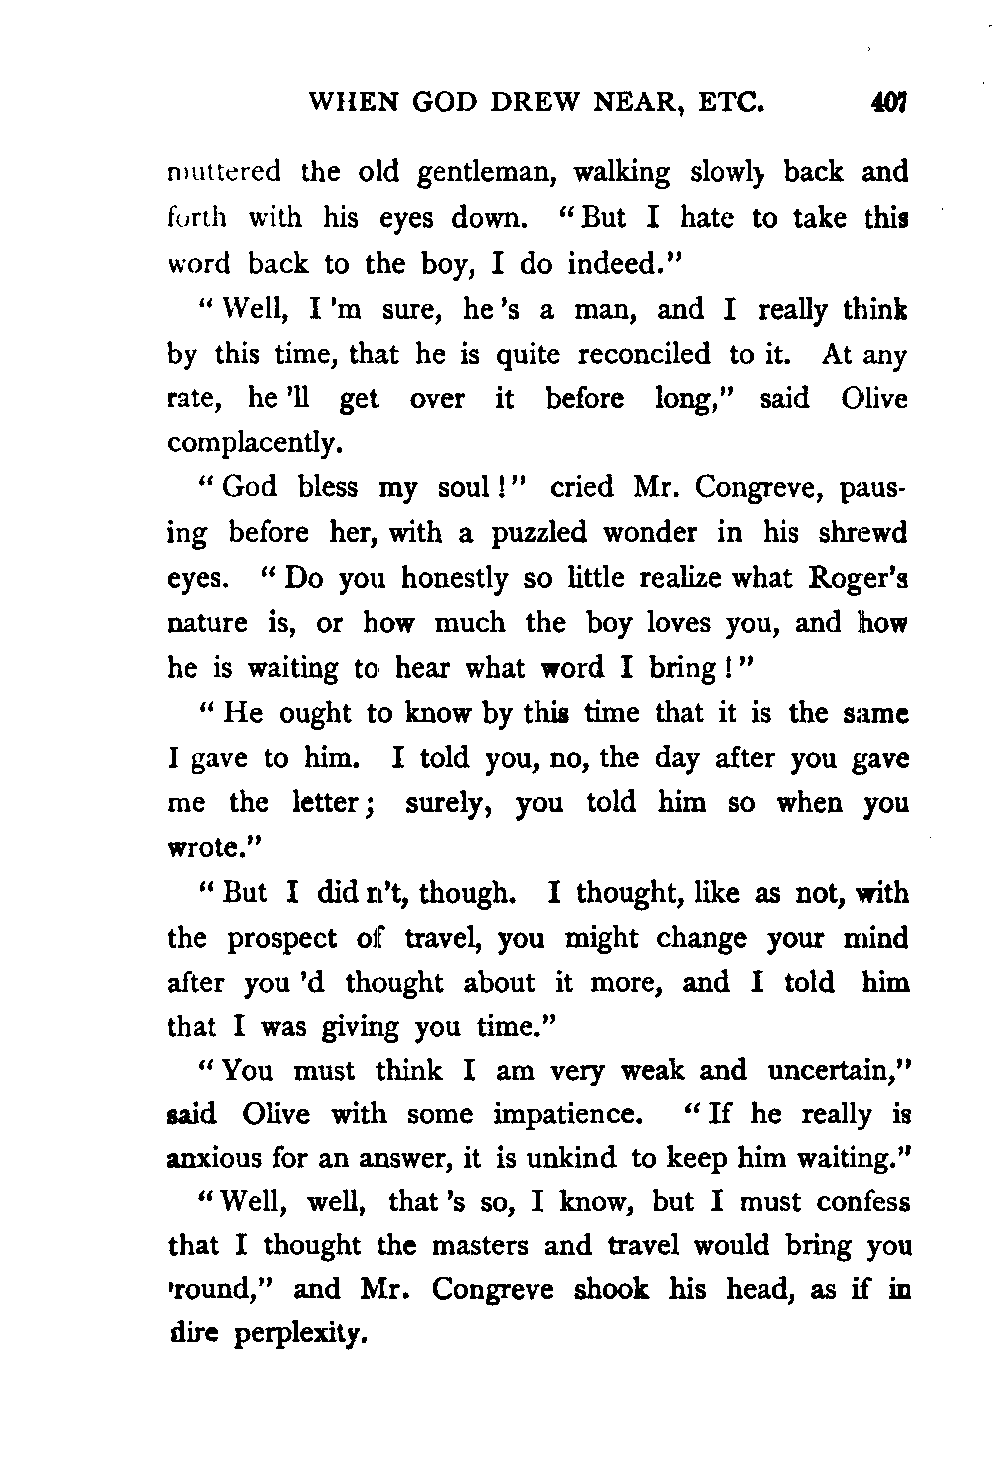 WHEN GOD DREW NEAR, ETC. 407
muttered the old gentleman, walking slowly back and
forth with his eyes down. "But I hate to take this
word back to the boy, I do indeed."
"Well, I 'm sure, he 's a man, and I really think
by this time, that he is quite reconciled to it. At any
rate, he 'll get over it before long," said Olive
complacently.
"God bless my soul!" cried Mr. Congreve, paus-
ing before her, with a puzzled wonder in his shrewd
eyes. "Do you honestly so little realize what Roger's
nature is, or how much the boy loves you, and how
he is waiting to hear what word I bring!"
"He ought to know by this time that it is the same
I gave to him. I told you, no, the day after you gave
me the letter; surely, you told him so when you
wrote."
"But I did n't, though. I thought, like as not, with
the prospect of travel, you might change your mind
after you 'd thought about it more, and I told him
that I was giving you time."
"You must think I am very weak and uncertain,"
said Olive with some impatience. "If he really is
anxious for an answer, it is unkind to keep him waiting."
"Well, well, that 's so, I know, but I must confess
that I thought the masters and travel would bring you
'round," and Mr. Congreve shook his head, as if in
dire perplexity.